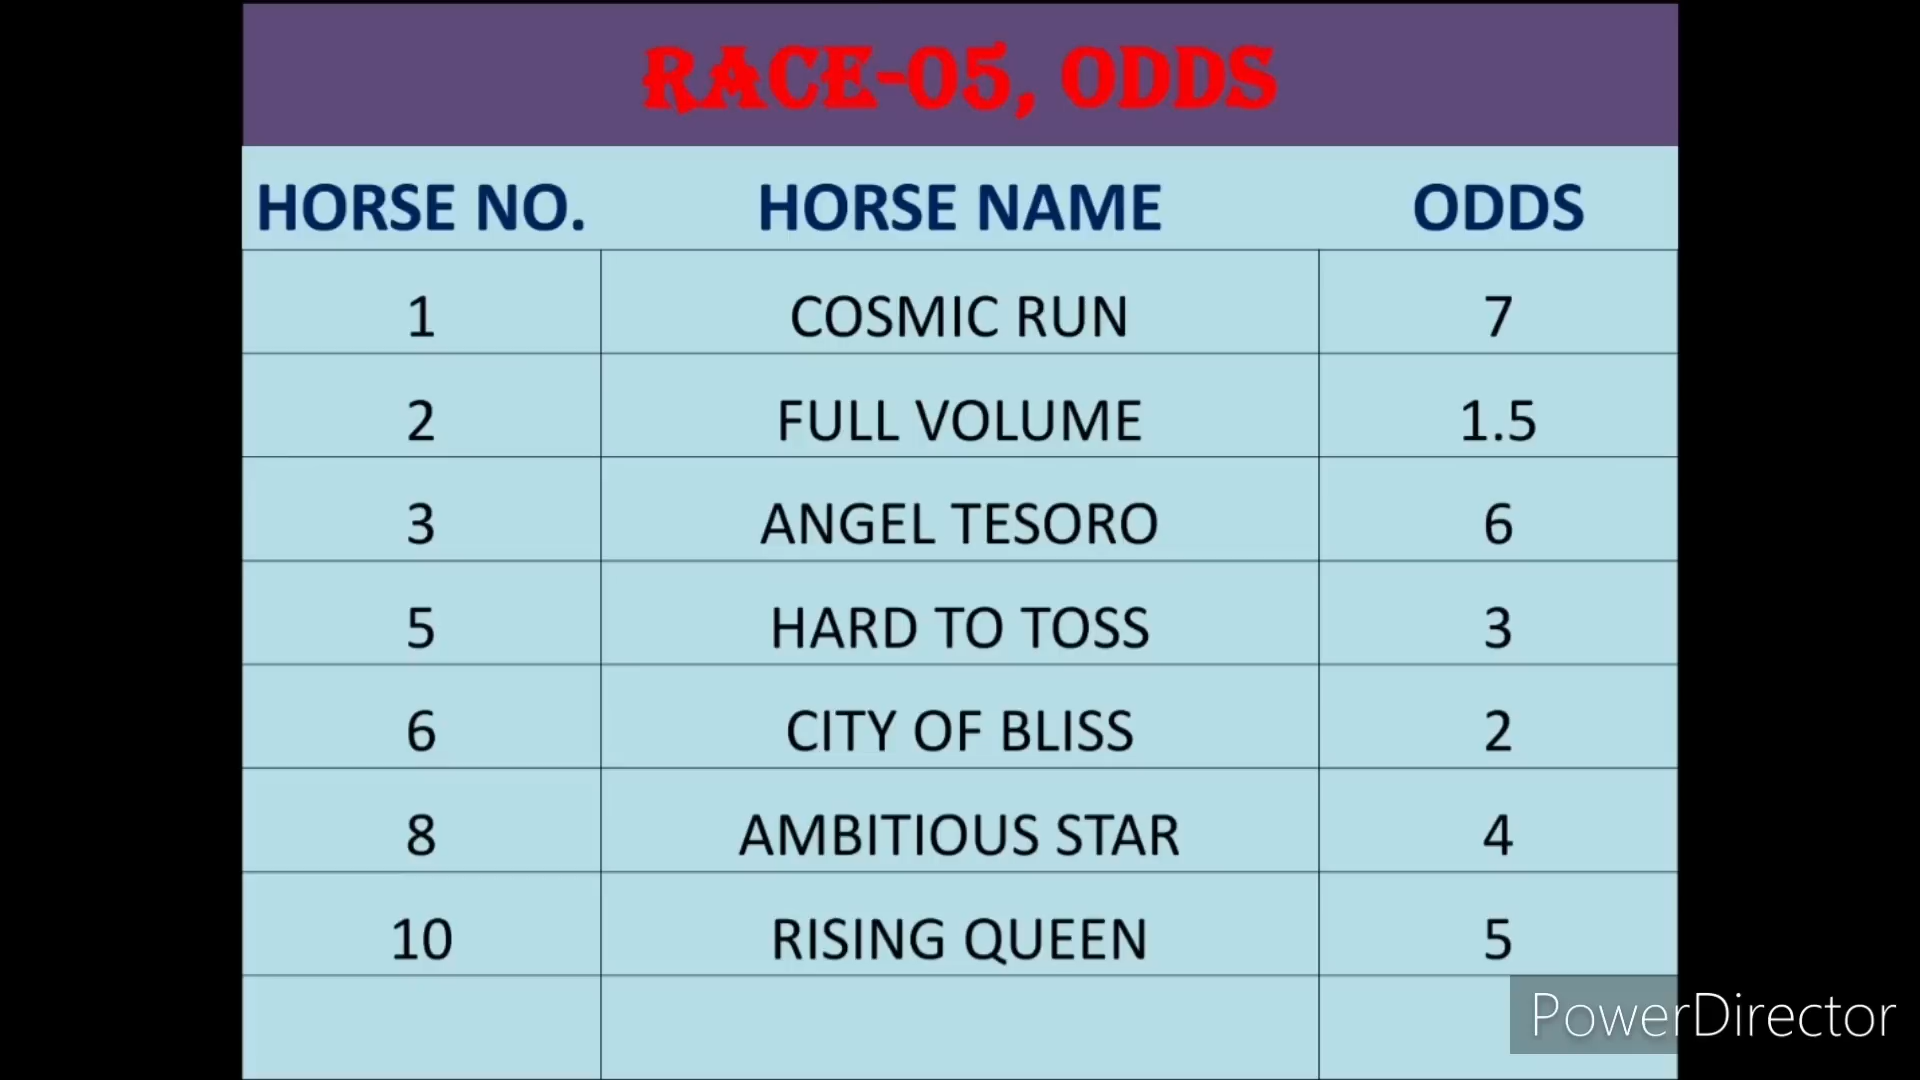 RACE-05, ODDS
HORSE NO. HORSE NAME ODDS
1 COSMIC RUN 7
2 FULL VOLUME 1.5
3 ANGEL TESORO 6
5 HARD TO TOSS 3
6 CITY OF BLISS 2
8 AMBITIOUS STAR 4
10 RISING QUEEN 5
PowerDirector